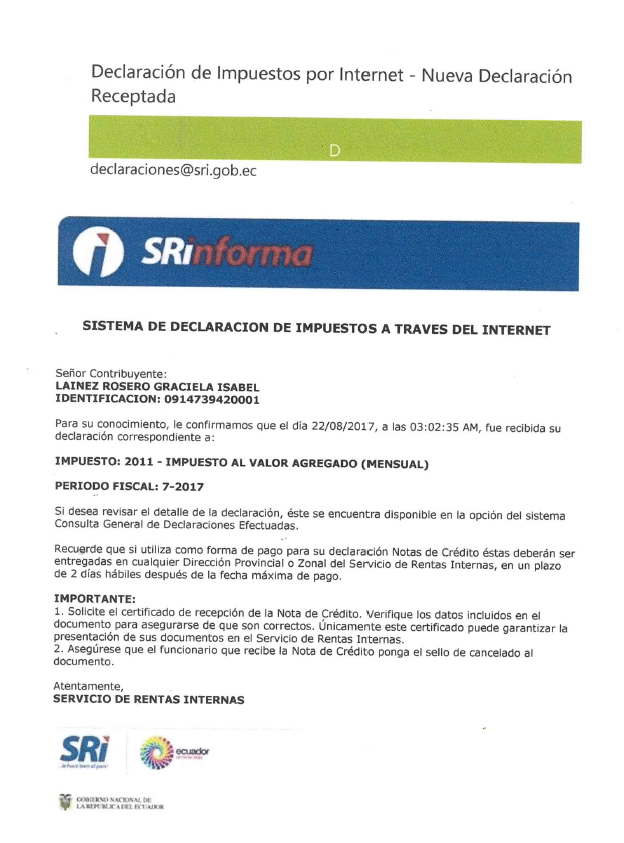 Declaración de Impuestos por Internet - Nueva Declaración
Receptada
D
declaraciones@sri.gob.ec
SRinforma
SISTEMA DE DECLARACION DE IMPUESTOS A TRAVES DEL INTERNET
Señor Contribuyente:
LAINEZ ROSERO GRACIELA ISABEL
IDENTIFICACION: 0914739420001
Para su conocimiento, le confirmamos que el día 22/08/2017, a las 03:02:35 AM, fue recibida su
declaración correspondiente a:
IMPUESTO: 2011 - IMPUESTO AL VALOR AGREGADO (MENSUAL)
PERIODO FISCAL: 7-2017
Si desea revisar el detalle de la declaración, éste se encuentra disponible en la opción del sistema
Consulta General de Declaraciones Efectuadas.
Recuerde que si utiliza como forma de pago para su declaración Notas de Crédito éstas deberán ser
entregadas en cualquier Dirección Provincial o Zonal del Servicio de Rentas Internas, en un plazo
de 2 días hábiles después de la fecha máxima de pago.
IMPORTANTE:
1. Solicite el certificado de recepción de la Nota de Crédito. Verifique los datos incluidos en el
documento para asegurarse de que son correctos. Únicamente este certificado puede garantizar la
presentación de sus documentos en el Servicio de Rentas Internas.
2. Asegúrese que el funcionario que recibe la Nota de Crédito ponga el sello de cancelado al
documento.
Atentamente,
SERVICIO DE RENTAS INTERNAS
SRi
...le hace bien al país!
ecuador
GOBIERNO NACIONAL DE
LA REPUBLICA DEL ECUADOR